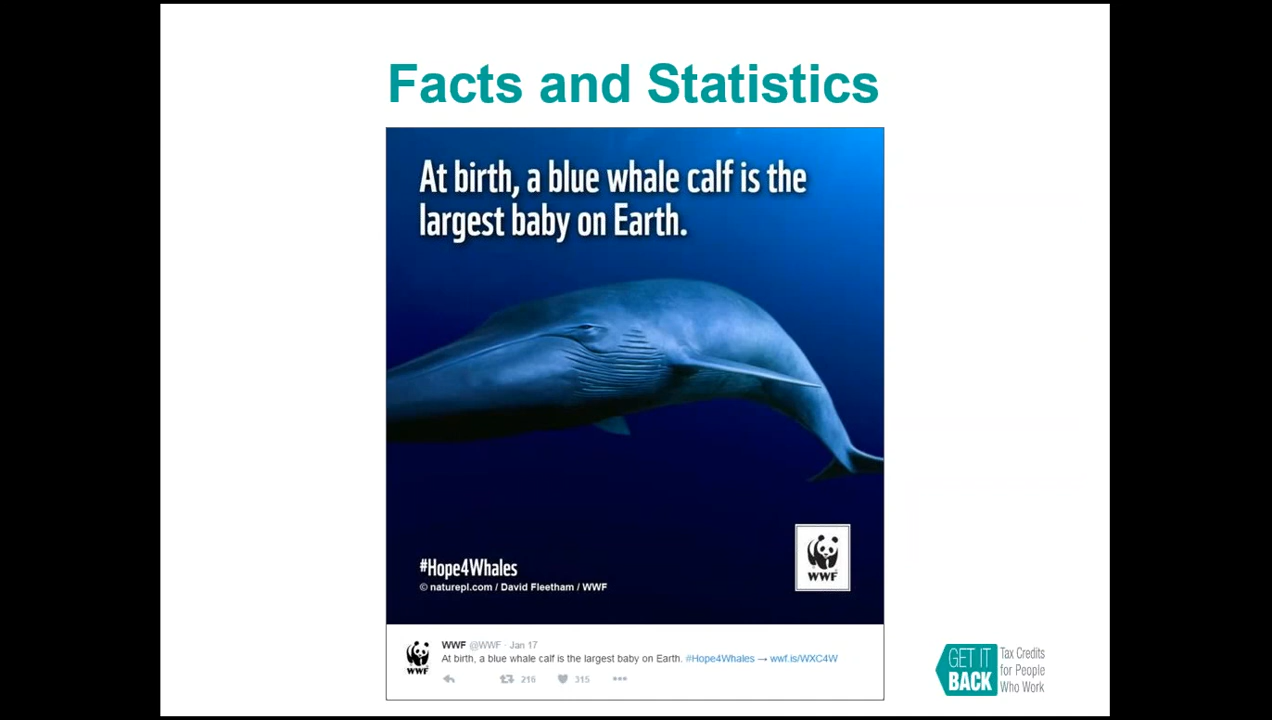 Facts and Statistics
At birth, a blue whale calf is the
largest baby on Earth.
#Hope4Whales
© naturepl.com / David Fleetham / WWF
WWF
WWF @WWF · Jan 17
At birth, a blue whale calf is the largest baby on Earth. #Hope4Whales → wwf.is/WXC4W
WWF
216 315 •••
GET IT
BACK
Tax Credits
for People
Who Work